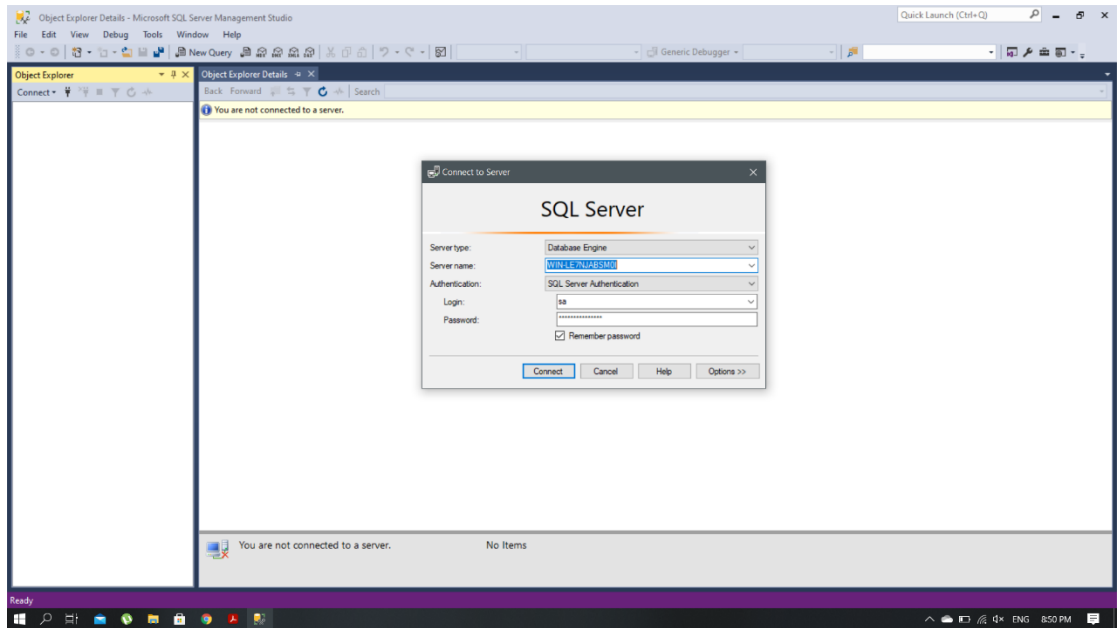 Object Explorer Details - Microsoft SQL Server Management Studio
Quick Launch (Ctrl+Q)
File Edit View Debug Tools Window Help
New Query
Generic Debugger
Object Explorer
Object Explorer Details
Connect
Back Forward Search
You are not connected to a server.
Connect to Server
SQL Server
Server type: Database Engine
Server name: WIN-LE7NJABSM0I
Authentication: SQL Server Authentication
Login: sa
Password: ***************
Remember password
Connect Cancel Help Options >>
You are not connected to a server. No Items
Ready
ENG 8:50 PM